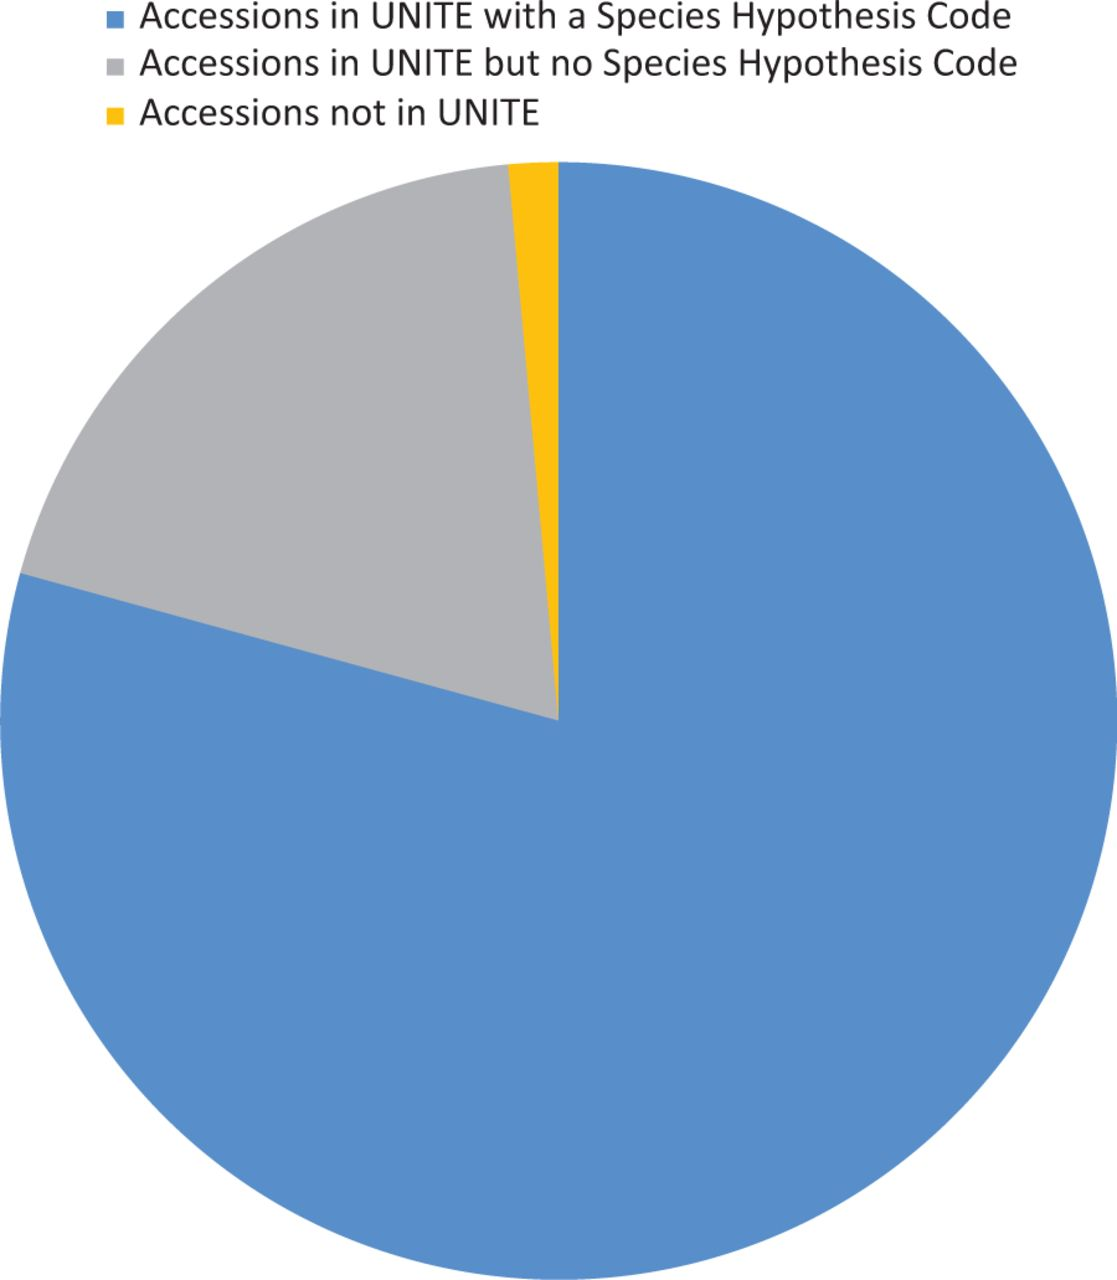 Accessions in UNITE with a Species Hypothesis Code
Accessions in UNITE but no Species Hypothesis Code
Accessions not in UNITE